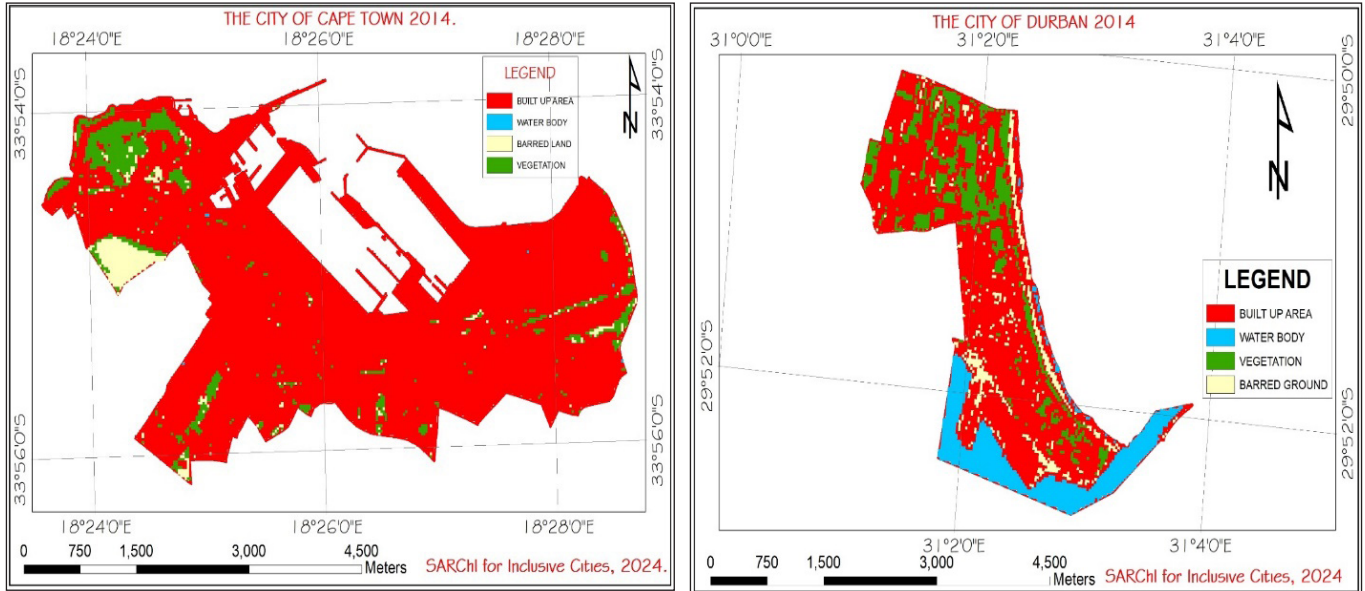 THE CITY OF CAPE TOWN 2014.
18°24'0"E 18°26'0"E 18°28'0"E
33°54'0"S
33°54'0"S
LEGEND
BUILT UP AREA
WATER BODY
BARRED LAND
VEGETATION
N
33°56'0"S
33°56'0"S
18°24'0"E 18°26'0"E 18°28'0"E
0 750 1,500 3,000 4,500
Meters
SARChI for Inclusive Cities, 2024.
THE CITY OF DURBAN 2014
31°0'0"E 31°2'0"E 31°4'0"E
29°50'0"S
N
LEGEND
BUILT UP AREA
WATER BODY
VEGETATION
BARRED GROUND
29°52'0"S
29°52'0"S
31°2'0"E 31°4'0"E
0 750 1,500 3,000 4,500
Meters
SARChI for Inclusive Cities, 2024